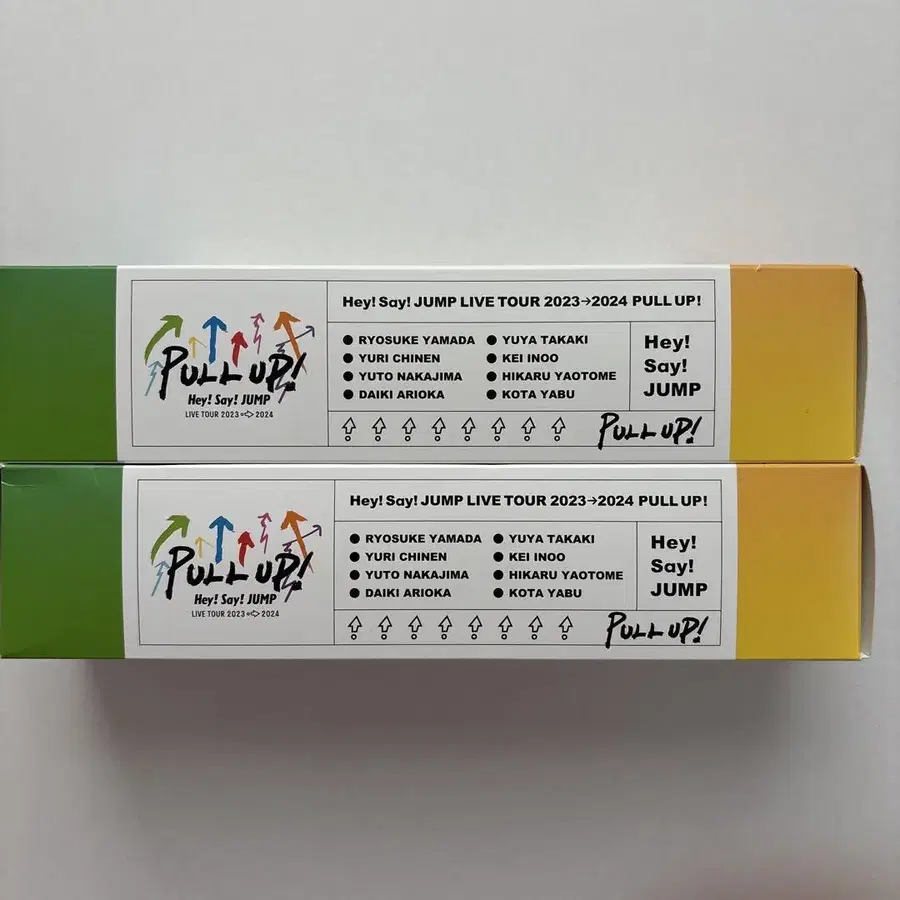 PULL UP!
Hey! Say! JUMP
LIVE TOUR 2023⇨2024
Hey! Say! JUMP LIVE TOUR 2023→2024 PULL UP!
● RYOSUKE YAMADA
● YURI CHINEN
● YUTO NAKAJIMA
● DAIKI ARIOKA
● YUYA TAKAKI
● KEI INOO
● HIKARU YAOTOME
● KOTA YABU
Hey!
Say!
JUMP
PULL UP!
PULL UP!
Hey! Say! JUMP
LIVE TOUR 2023⇨2024
Hey! Say! JUMP LIVE TOUR 2023→2024 PULL UP!
● RYOSUKE YAMADA
● YURI CHINEN
● YUTO NAKAJIMA
● DAIKI ARIOKA
● YUYA TAKAKI
● KEI INOO
● HIKARU YAOTOME
● KOTA YABU
Hey!
Say!
JUMP
PULL UP!